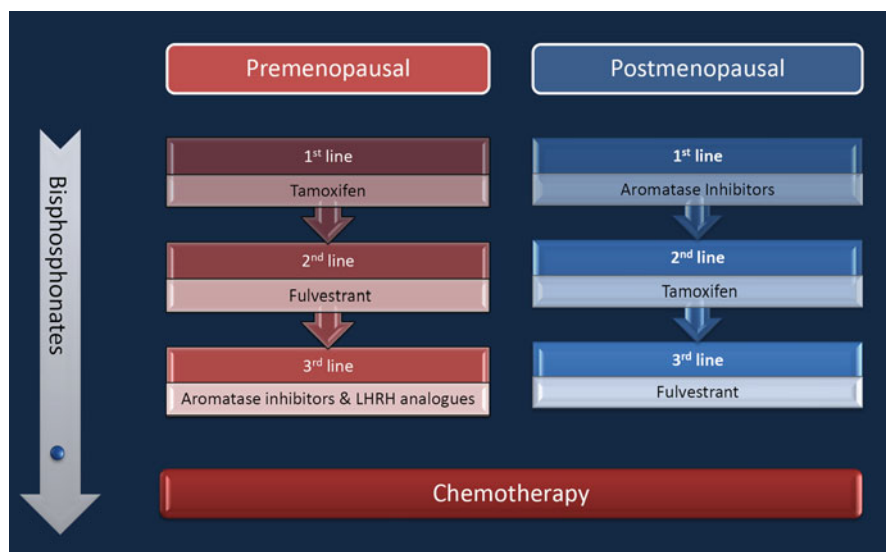 Premenopausal
Postmenopausal
Bisphosphonates
1st line
Tamoxifen
2nd line
Fulvestrant
3rd line
Aromatase inhibitors & LHRH analogues
1st line
Aromatase Inhibitors
2nd line
Tamoxifen
3rd line
Fulvestrant
Chemotherapy